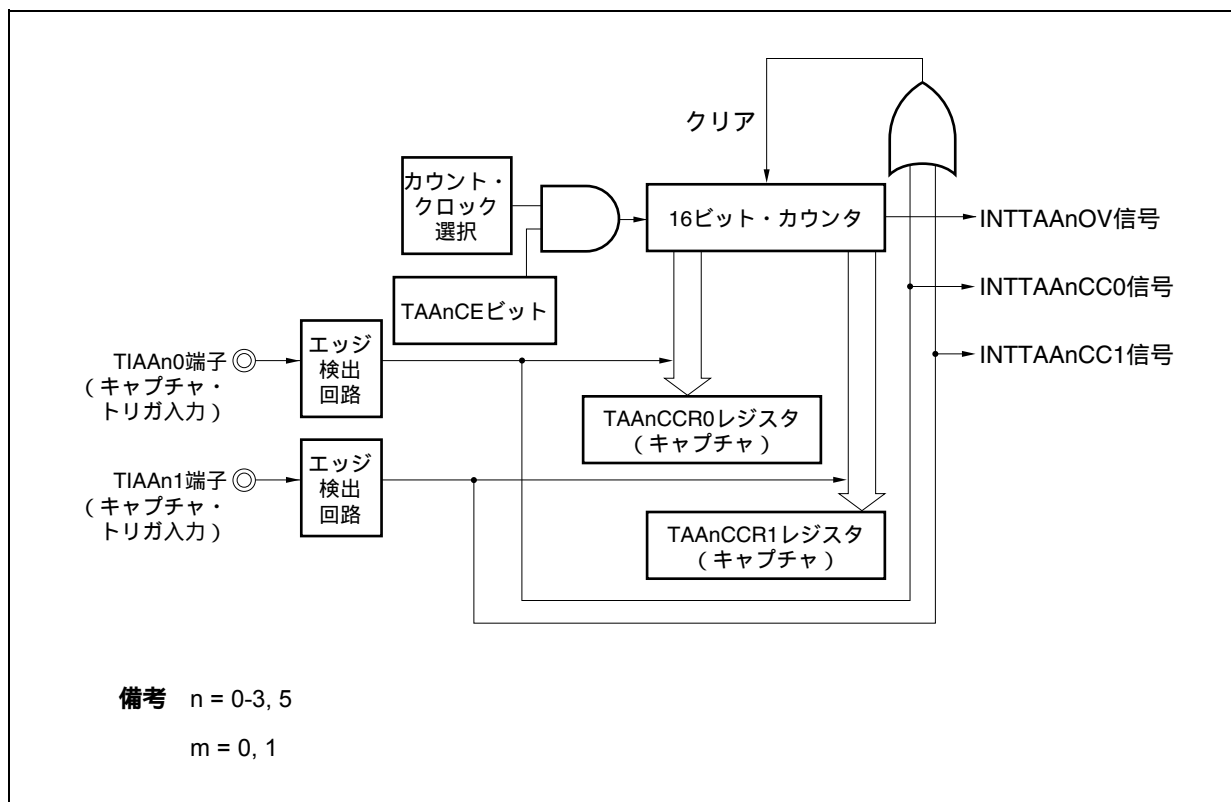 クリア
カウント・
クロック
選択
16ビット・カウンタ
INTTAAnOV信号
TAAnCEビット
INTTAAnCC0信号
TIAAn0端子
(キャプチャ・
トリガ入力)
エッジ
検出
回路
INTTAAnCC1信号
TAAnCCR0レジスタ
(キャプチャ)
TIAAn1端子
(キャプチャ・
トリガ入力)
エッジ
検出
回路
TAAnCCR1レジスタ
(キャプチャ)
備考 n = 0-3, 5
m = 0, 1